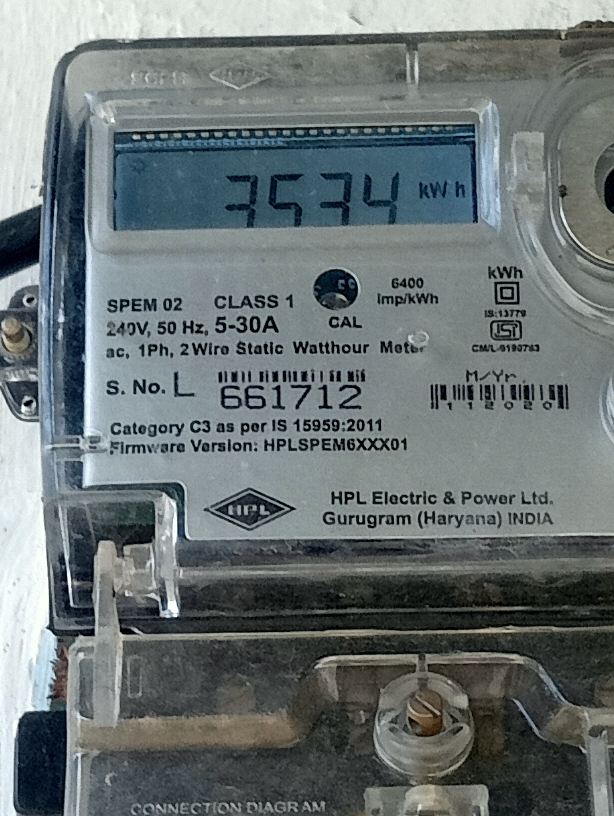 3534 kWh
SPEM 02 CLASS 1
6400
imp/kWh
kWh
240V, 50 Hz, 5-30A
CAL
IS:13779
ISI
ac, 1Ph, 2 Wire Static Watthour Meter
S. No. L 661712
M/Yr.
112020
Category C3 as per IS 15959:2011
Firmware Version: HPLSPEM6XXX01
HPL
HPL Electric & Power Ltd.
Gurugram (Haryana) INDIA
CONNECTION DIAGRAM